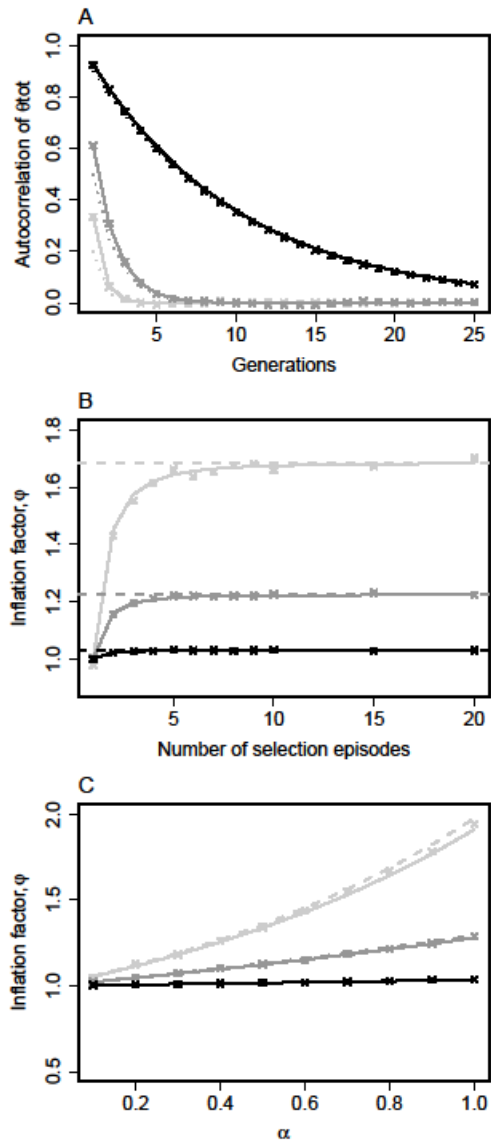 A
1.0
0.8
0.6
0.4
0.2
0.0
Autocorrelation of θtot
5 10 15 20 25
Generations
B
1.8
1.6
1.4
1.2
1.0
Inflation factor, φ
5 10 15 20
Number of selection episodes
C
2.0
1.5
1.0
0.5
Inflation factor, φ
0.2 0.4 0.6 0.8 1.0
α